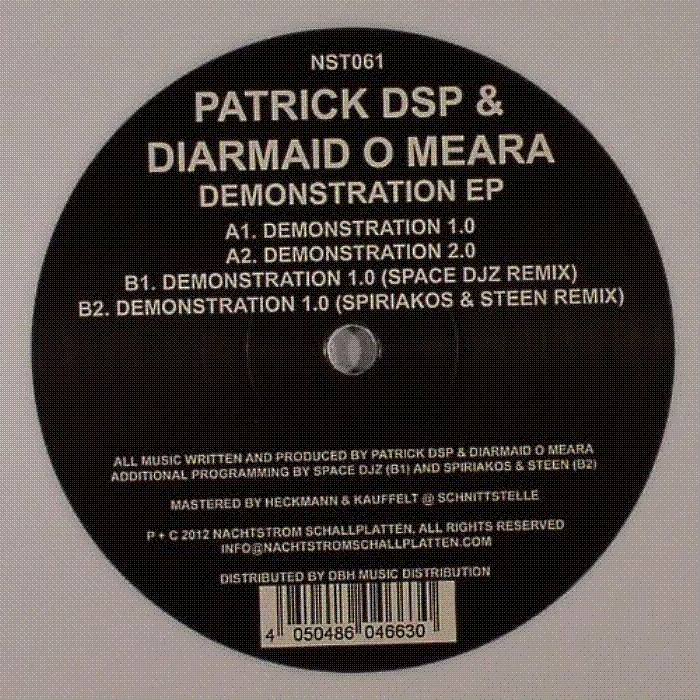 NST061
PATRICK DSP &
DIARMAID O MEARA
DEMONSTRATION EP
A1. DEMONSTRATION 1.0
A2. DEMONSTRATION 2.0
B1. DEMONSTRATION 1.0 (SPACE DJZ REMIX)
B2. DEMONSTRATION 1.0 (SPIRIAKOS & STEEN REMIX)
ALL MUSIC WRITTEN AND PRODUCED BY PATRICK DSP & DIARMAID O MEARA
ADDITIONAL PROGRAMMING BY SPACE DJZ (B1) AND SPIRIAKOS & STEEN (B2)
MASTERED BY HECKMANN & KAUFFELT @ SCHNITTSTELLE
P + C 2012 NACHTSTROM SCHALLPLATTEN, ALL RIGHTS RESERVED
INFO@NACHTSTROMSCHALLPLATTEN.COM
DISTRIBUTED BY DBH MUSIC DISTRIBUTION
4 050486 046630